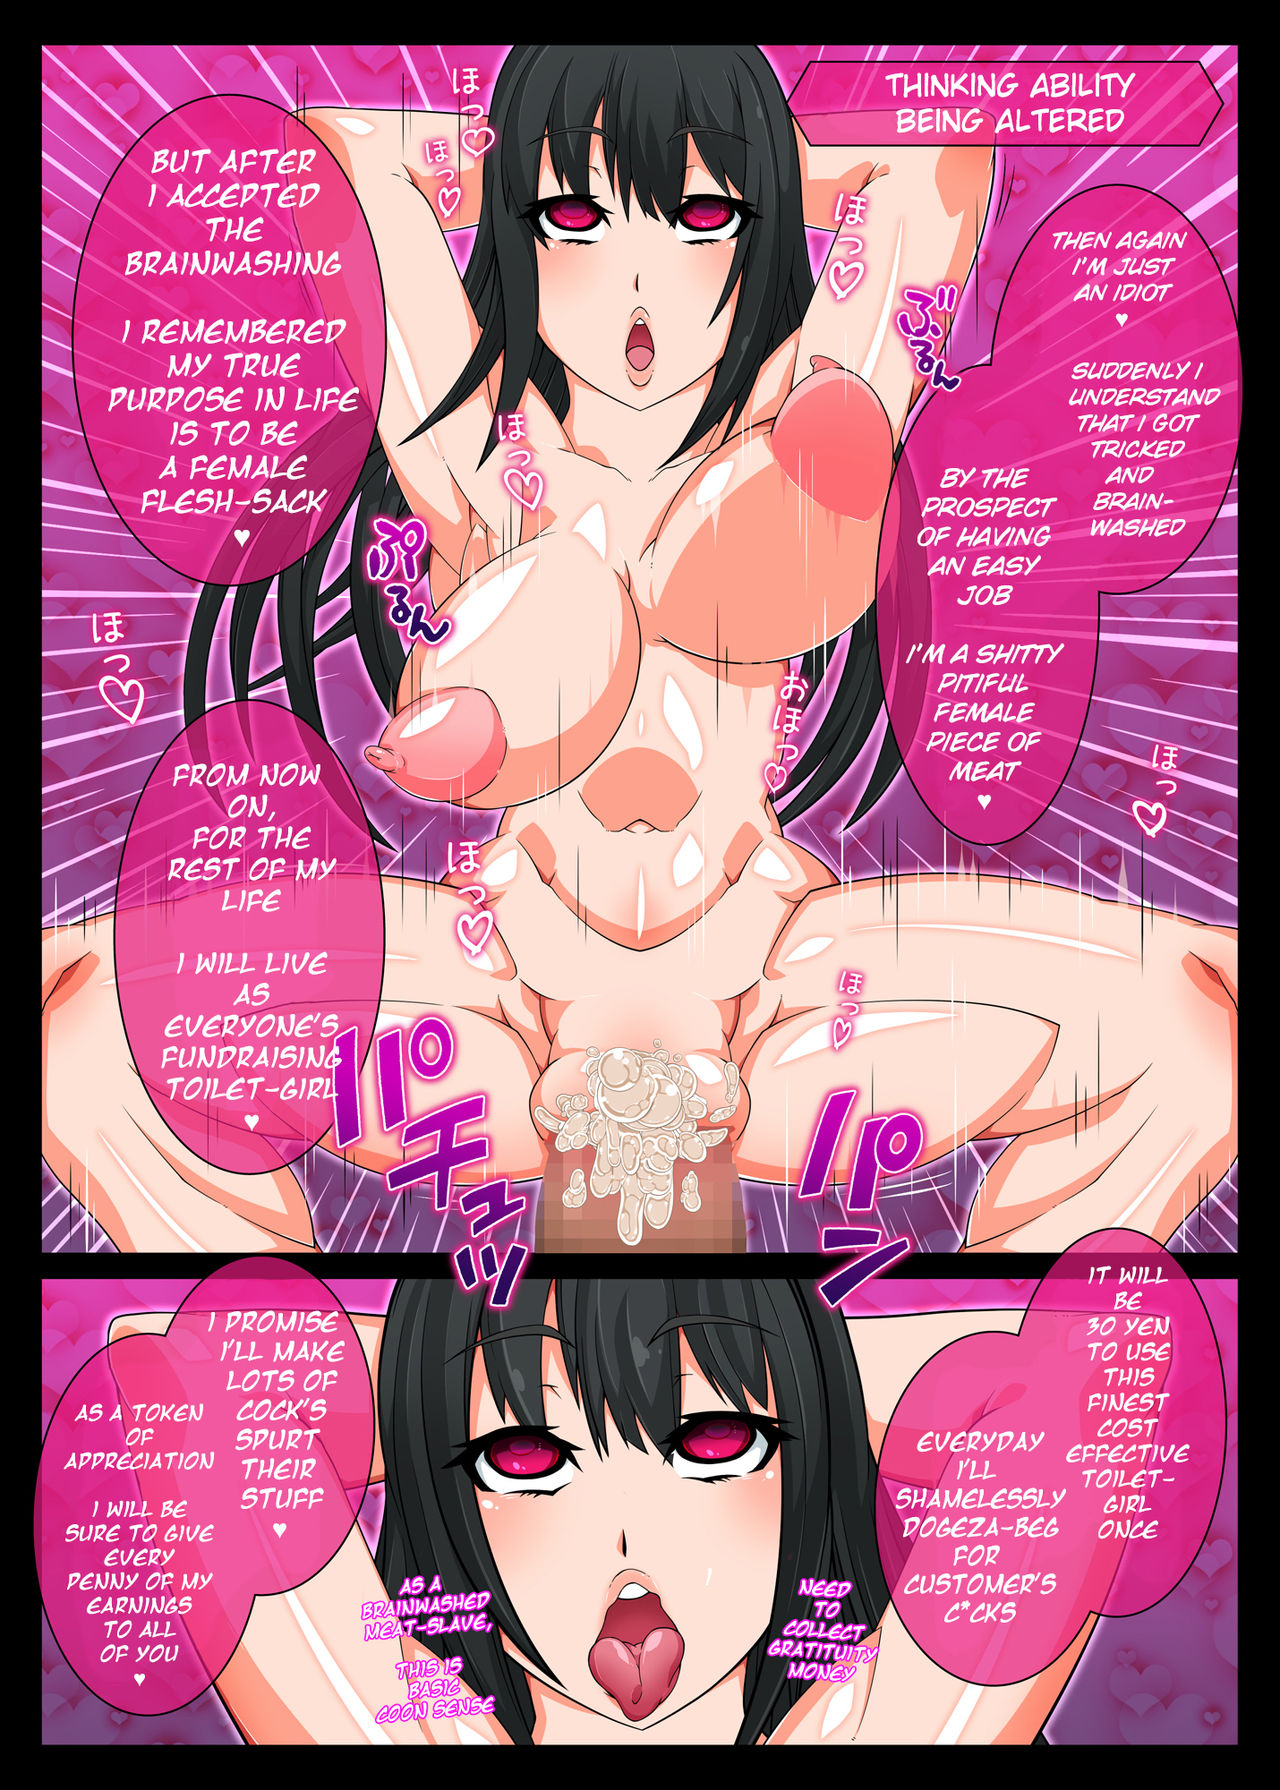 THINKING ABILITY
BEING ALTERED
THEN AGAIN
I'M JUST
AN IDIOT
♥
SUDDENLY I
UNDERSTAND
THAT I GOT
TRICKED
AND
BRAIN-
WASHED
BY THE
PROSPECT
OF HAVING
AN EASY
JOB
I'M A SHITTY
PITIFUL
FEMALE
PIECE OF
MEAT
♥
BUT AFTER
I ACCEPTED
THE
BRAINWASHING
I REMEMBERED
MY TRUE
PURPOSE IN LIFE
IS TO BE
A FEMALE
FLESH-SACK
♥
FROM NOW
ON,
FOR THE
REST OF MY
LIFE
I WILL LIVE
AS
EVERYONE'S
FUNDRAISING
TOILET-GIRL
♥
ほっ♡
ほっ♡
ほっ♡
ぶるん
ほっ♡
ぷるん
ほっ♡
おほっ♡
ほっ♡
ほっ♡
ほっ♡
パチュッ
パン
IT WILL
BE
30 YEN
TO USE
THIS
FINEST
COST
EFFECTIVE
TOILET-
GIRL
ONCE
EVERYDAY
I'LL
SHAMELESSLY
DOGEZA-BEG
FOR
CUSTOMER'S
C*CKS
NEED
TO
COLLECT
GRATITUITY
MONEY
AS A
BRAINWASHED
MEAT-SLAVE,
THIS IS
BASIC
COON SENSE
I PROMISE
I'LL MAKE
LOTS OF
COCK'S
SPURT
THEIR
STUFF
♥
AS A TOKEN
OF
APPRECIATION
I WILL BE
SURE TO GIVE
EVERY
PENNY OF MY
EARNINGS
TO ALL
OF YOU
♥